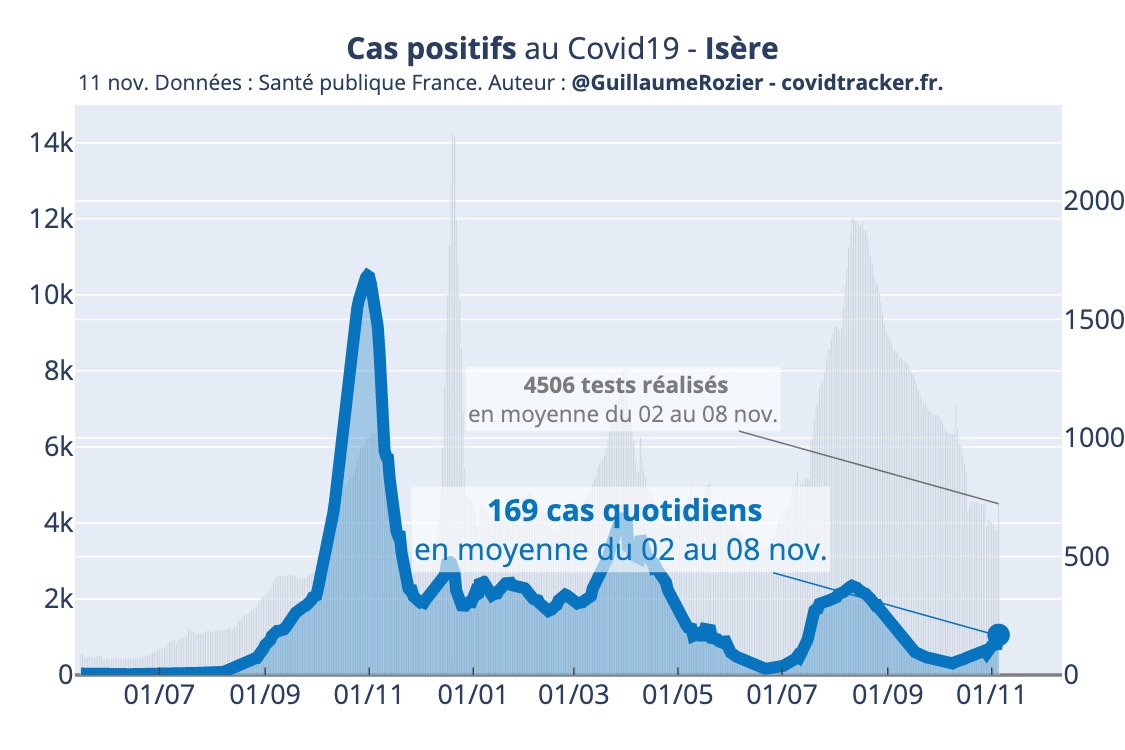 Cas positifs au Covid19 - Isère
11 nov. Données : Santé publique France. Auteur : @GuillaumeRozier - covidtracker.fr.
14k
12k
10k
8k
6k
4k
2k
0
2000
1500
1000
500
0
4506 tests réalisés
en moyenne du 02 au 08 nov.
169 cas quotidiens
en moyenne du 02 au 08 nov.
01/07 01/09 01/11 01/01 01/03 01/05 01/07 01/09 01/11